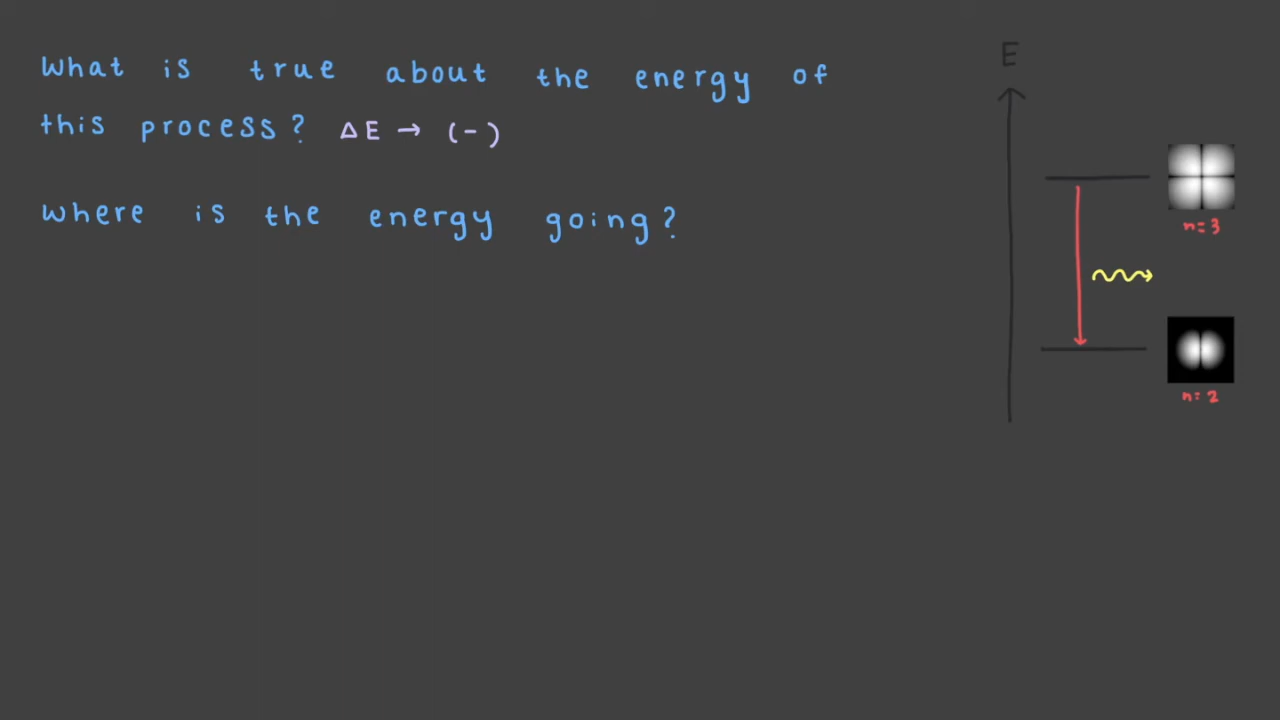 What is true about the energy of
this process? ΔE → (-)
where is the energy going?
E
n=3
n=2